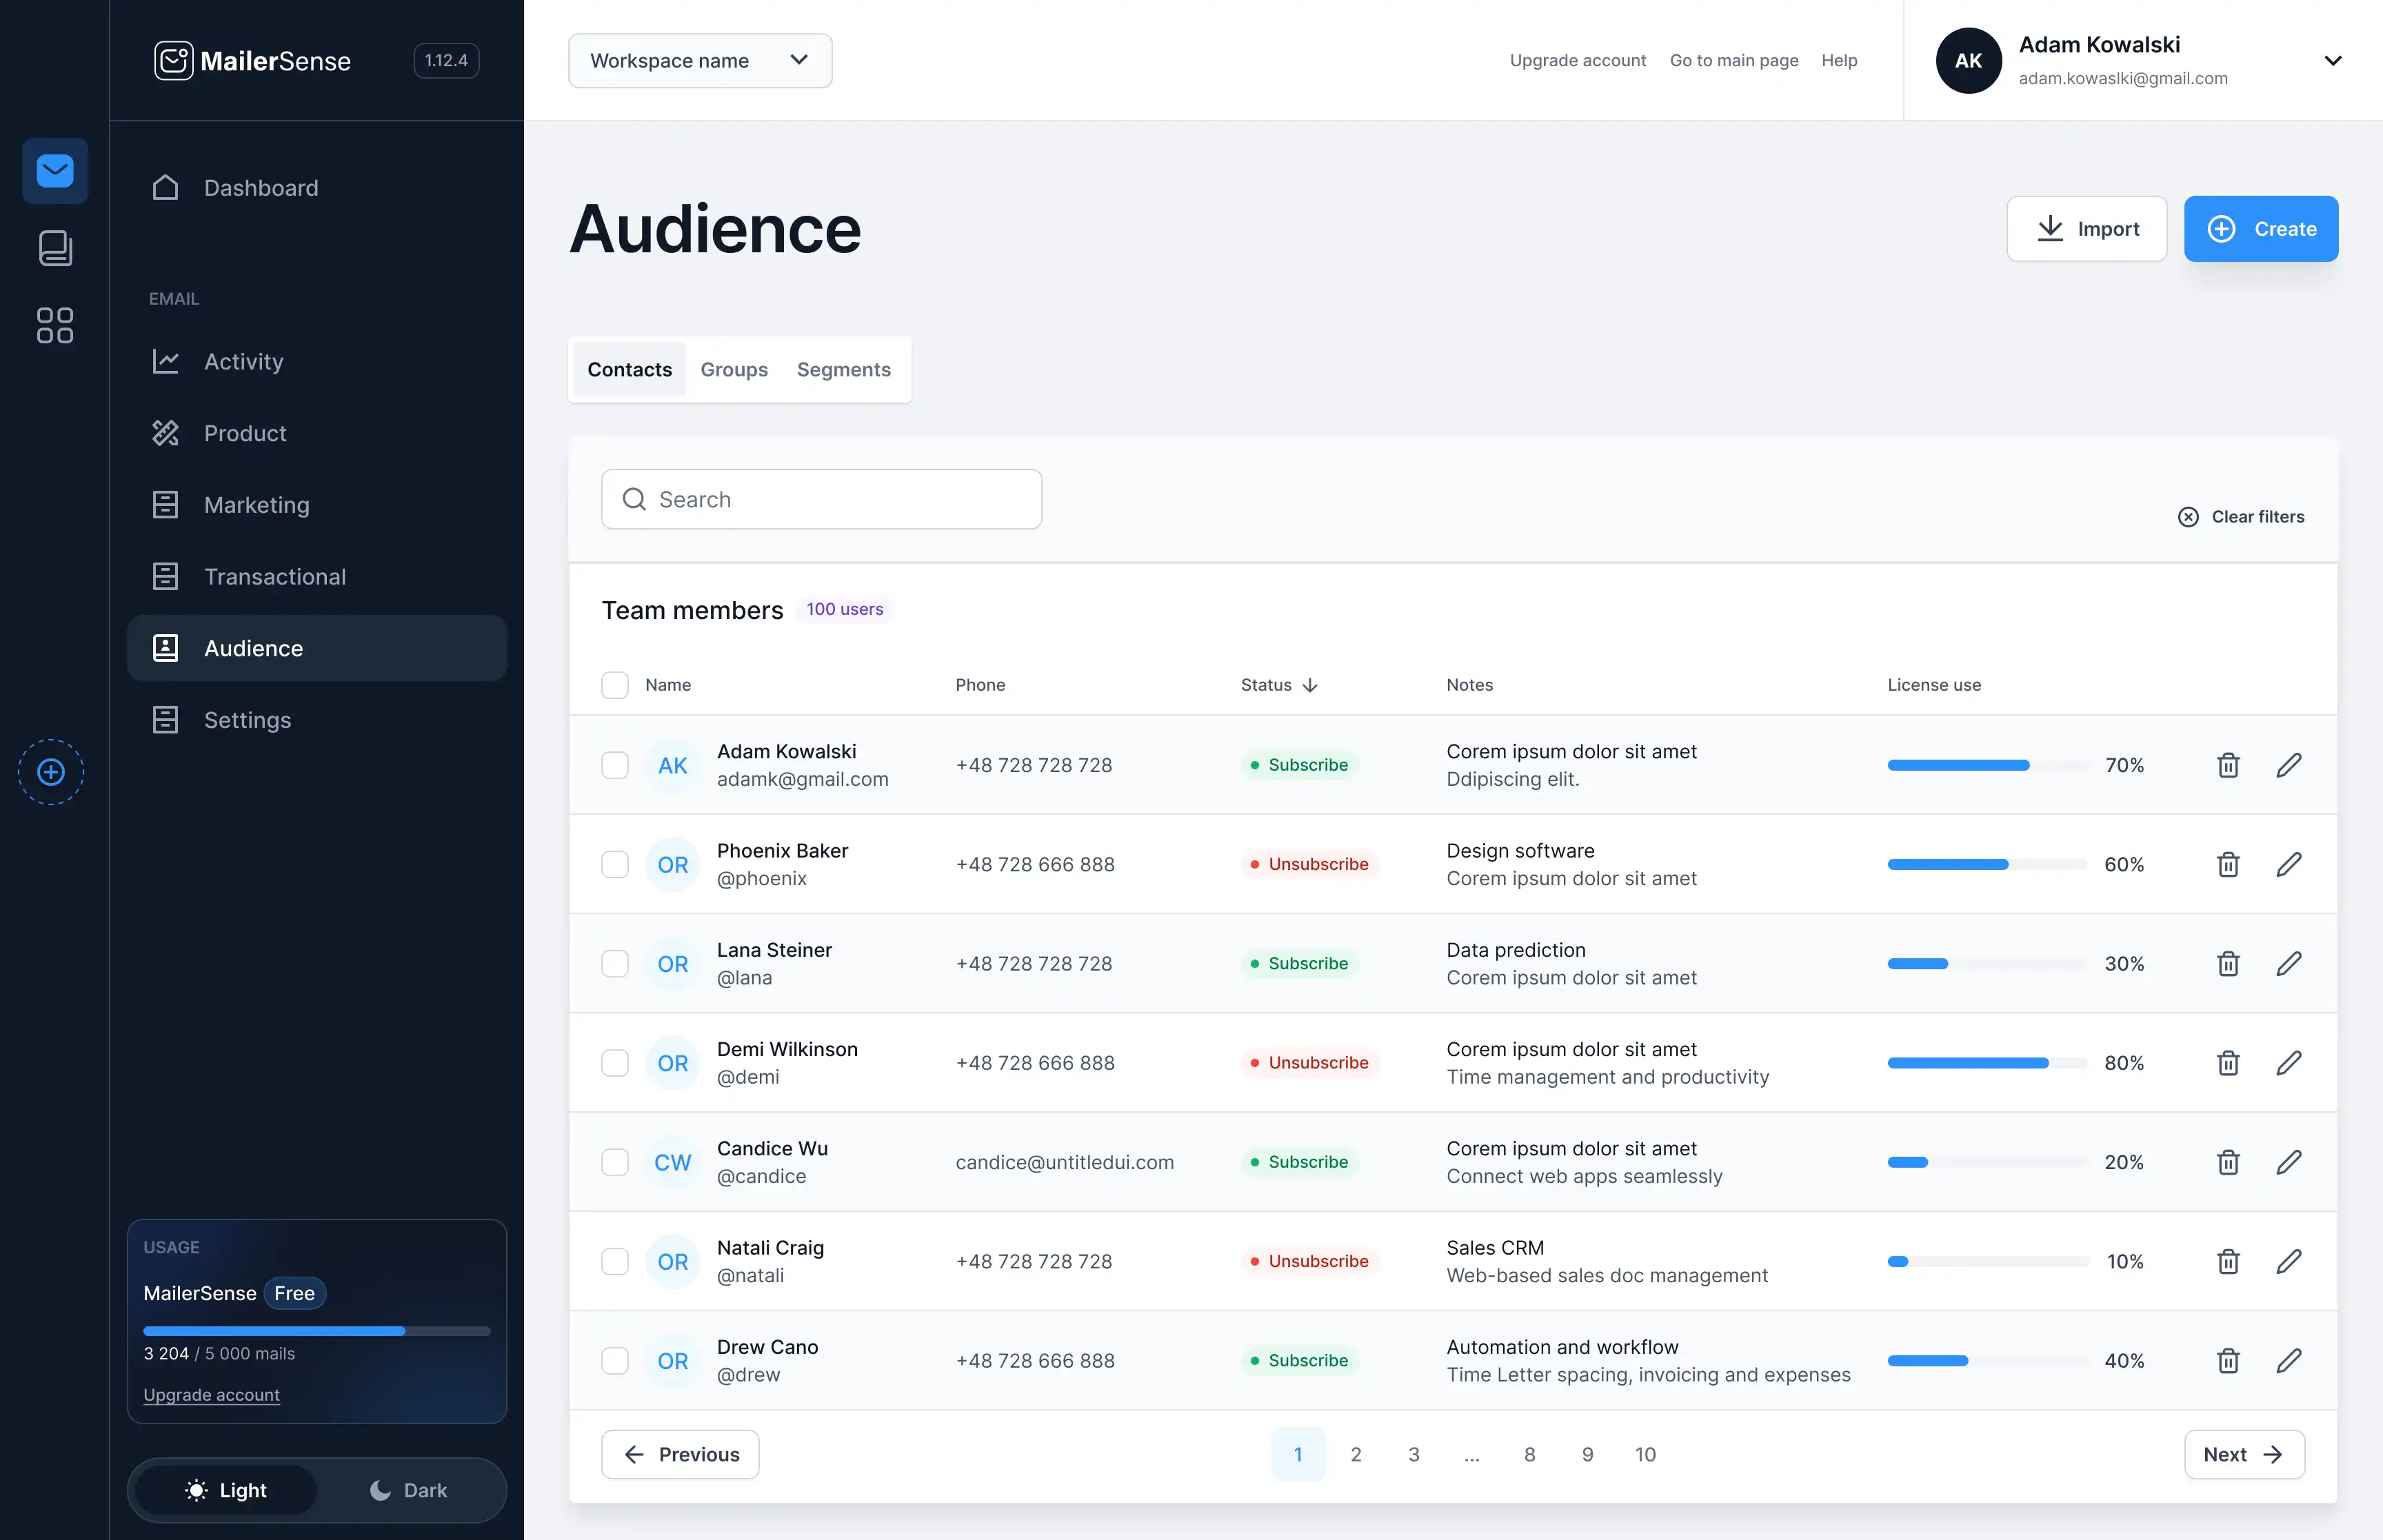 MailerSense
1.12.4
Dashboard
EMAIL
Activity
Product
Marketing
Transactional
Audience
Settings
USAGE
MailerSense Free
3 204 / 5 000 mails
Upgrade account
Light
Dark
Workspace name
Upgrade account
Go to main page
Help
AK
Adam Kowalski
adam.kowaslki@gmail.com
Audience
Import
Create
Contacts
Groups
Segments
Search
Clear filters
Team members
100 users
Name
Phone
Status
Notes
License use
AK
Adam Kowalski
adamk@gmail.com
+48 728 728 728
Subscribe
Corem ipsum dolor sit amet
Ddipiscing elit.
70%
OR
Phoenix Baker
@phoenix
+48 728 666 888
Unsubscribe
Design software
Corem ipsum dolor sit amet
60%
OR
Lana Steiner
@lana
+48 728 728 728
Subscribe
Data prediction
Corem ipsum dolor sit amet
30%
OR
Demi Wilkinson
@demi
+48 728 666 888
Unsubscribe
Corem ipsum dolor sit amet
Time management and productivity
80%
CW
Candice Wu
@candice
candice@untitledui.com
Subscribe
Corem ipsum dolor sit amet
Connect web apps seamlessly
20%
OR
Natali Craig
@natali
+48 728 728 728
Unsubscribe
Sales CRM
Web-based sales doc management
10%
OR
Drew Cano
@drew
+48 728 666 888
Subscribe
Automation and workflow
Time Letter spacing, invoicing and expenses
40%
Previous
1 2 3 ... 8 9 10
Next